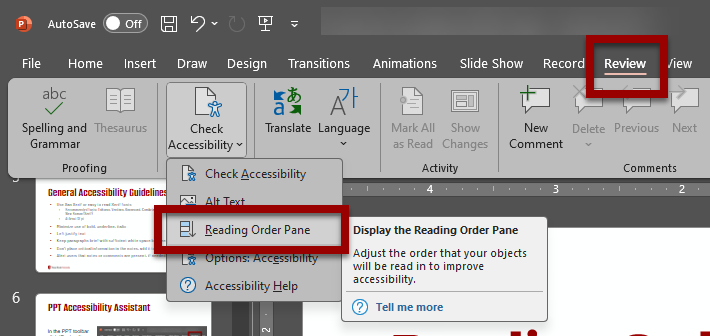 AutoSave Off
File Home Insert Draw Design Transitions Animations Slide Show Record Review View
abc
Spelling and Grammar
Thesaurus
Proofing
Check Accessibility
Translate
Language
Mark All as Read
Show Changes
Activity
New Comment
Delete
Previous
Next
Comments
Check Accessibility
Alt Text
Reading Order Pane
Options: Accessibility
Accessibility Help
Display the Reading Order Pane
Adjust the order that your objects
will be read in to improve
accessibility.
Tell me more
4 3 2
General Accessibility Guidelines
6
PPT Accessibility Assistant
In the PPT toolbar
2